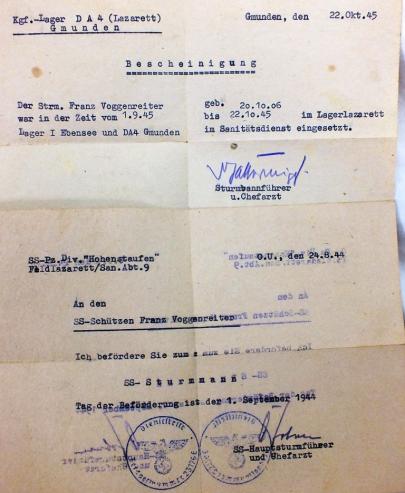 Kgf.-Lager D A 4 (Lazarett)
Gmunden
Gmunden, den 22.Okt.45
Bescheinigung
Der Strm. Franz Voggenreiter geb. 20.10.06
war in der Zeit vom 1.9.45 bis 22.10.45 im Lagerlazarett
Lager I Ebensee und DA4 Gmunden im Sanitätsdienst eingesetzt.
Sturmbannführer
u.Chefarzt
SS-Pz.Div."Hohenstaufen" O.U., den 24.8.44
Feldlazarett/San.Abt.9
An den
SS-Schützen Franz Voggenreiter
Ich befördere Sie zum
SS- Sturmmann
Tag der Beförderung ist der 1. September 1944
Dienststelle
SS-Hauptsturmführer
und Chefarzt